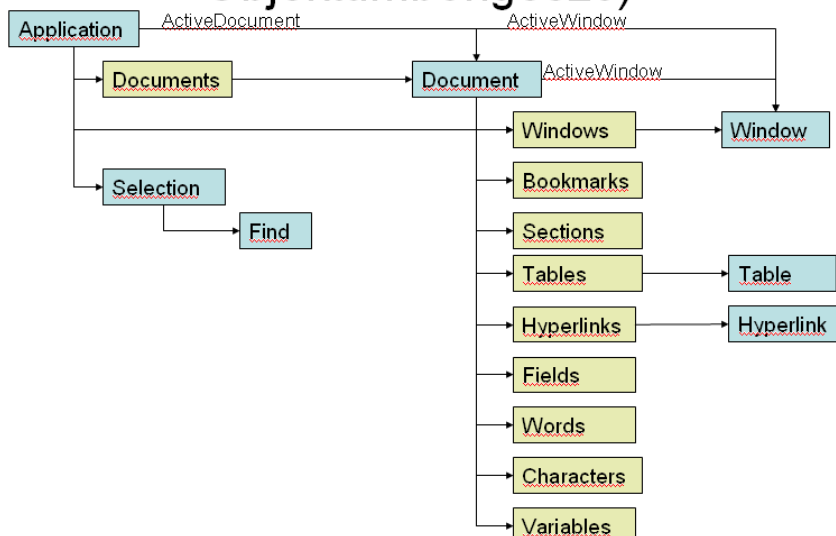 ActiveDocument
ActiveWindow
Application
Documents
Document
ActiveWindow
Windows
Window
Selection
Bookmarks
Find
Sections
Tables
Table
Hyperlinks
Hyperlink
Fields
Words
Characters
Variables